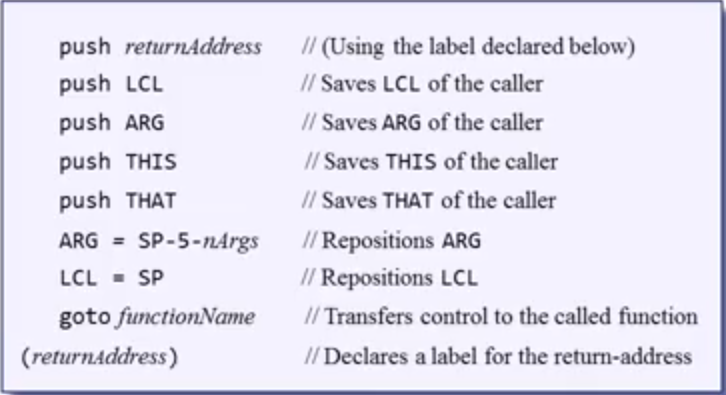 push returnAddress // (Using the label declared below)
push LCL // Saves LCL of the caller
push ARG // Saves ARG of the caller
push THIS // Saves THIS of the caller
push THAT // Saves THAT of the caller
ARG = SP-5-nArgs // Repositions ARG
LCL = SP // Repositions LCL
goto functionName // Transfers control to the called function
(returnAddress) // Declares a label for the return-address